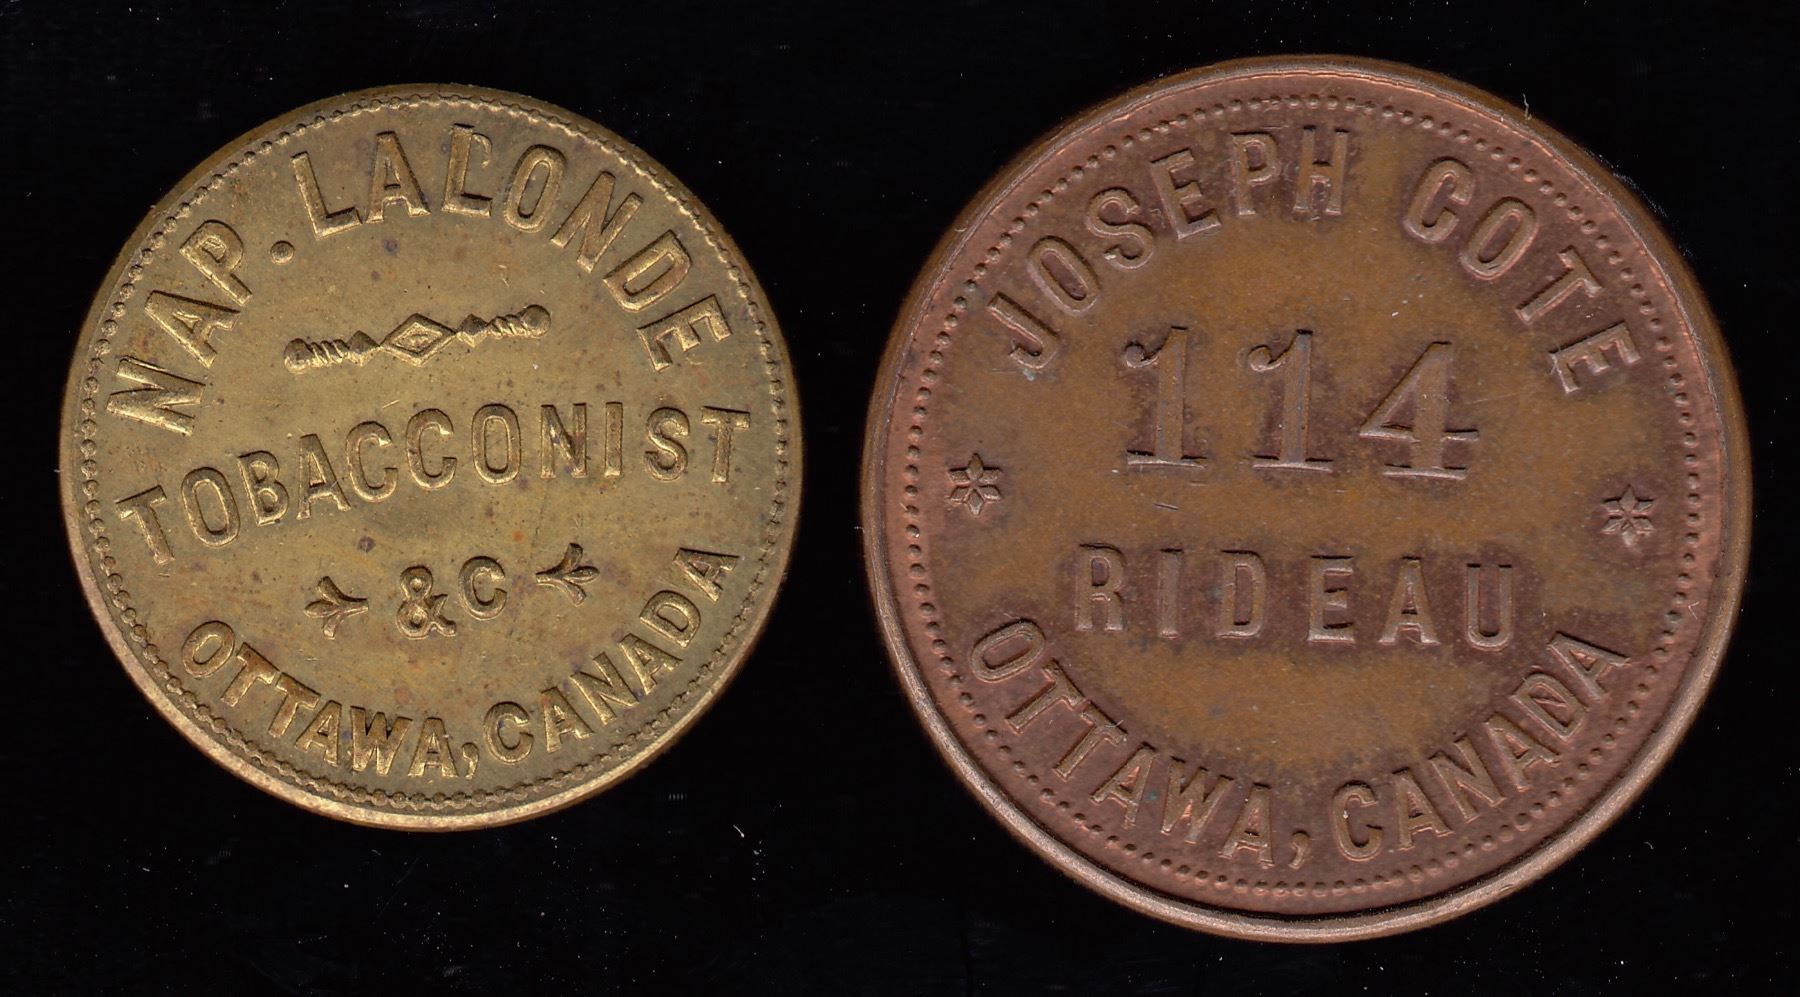 NAP. LALONDE
TOBACCONIST
& C
OTTAWA, CANADA
JOSEPH COTE
114
RIDEAU
OTTAWA, CANADA